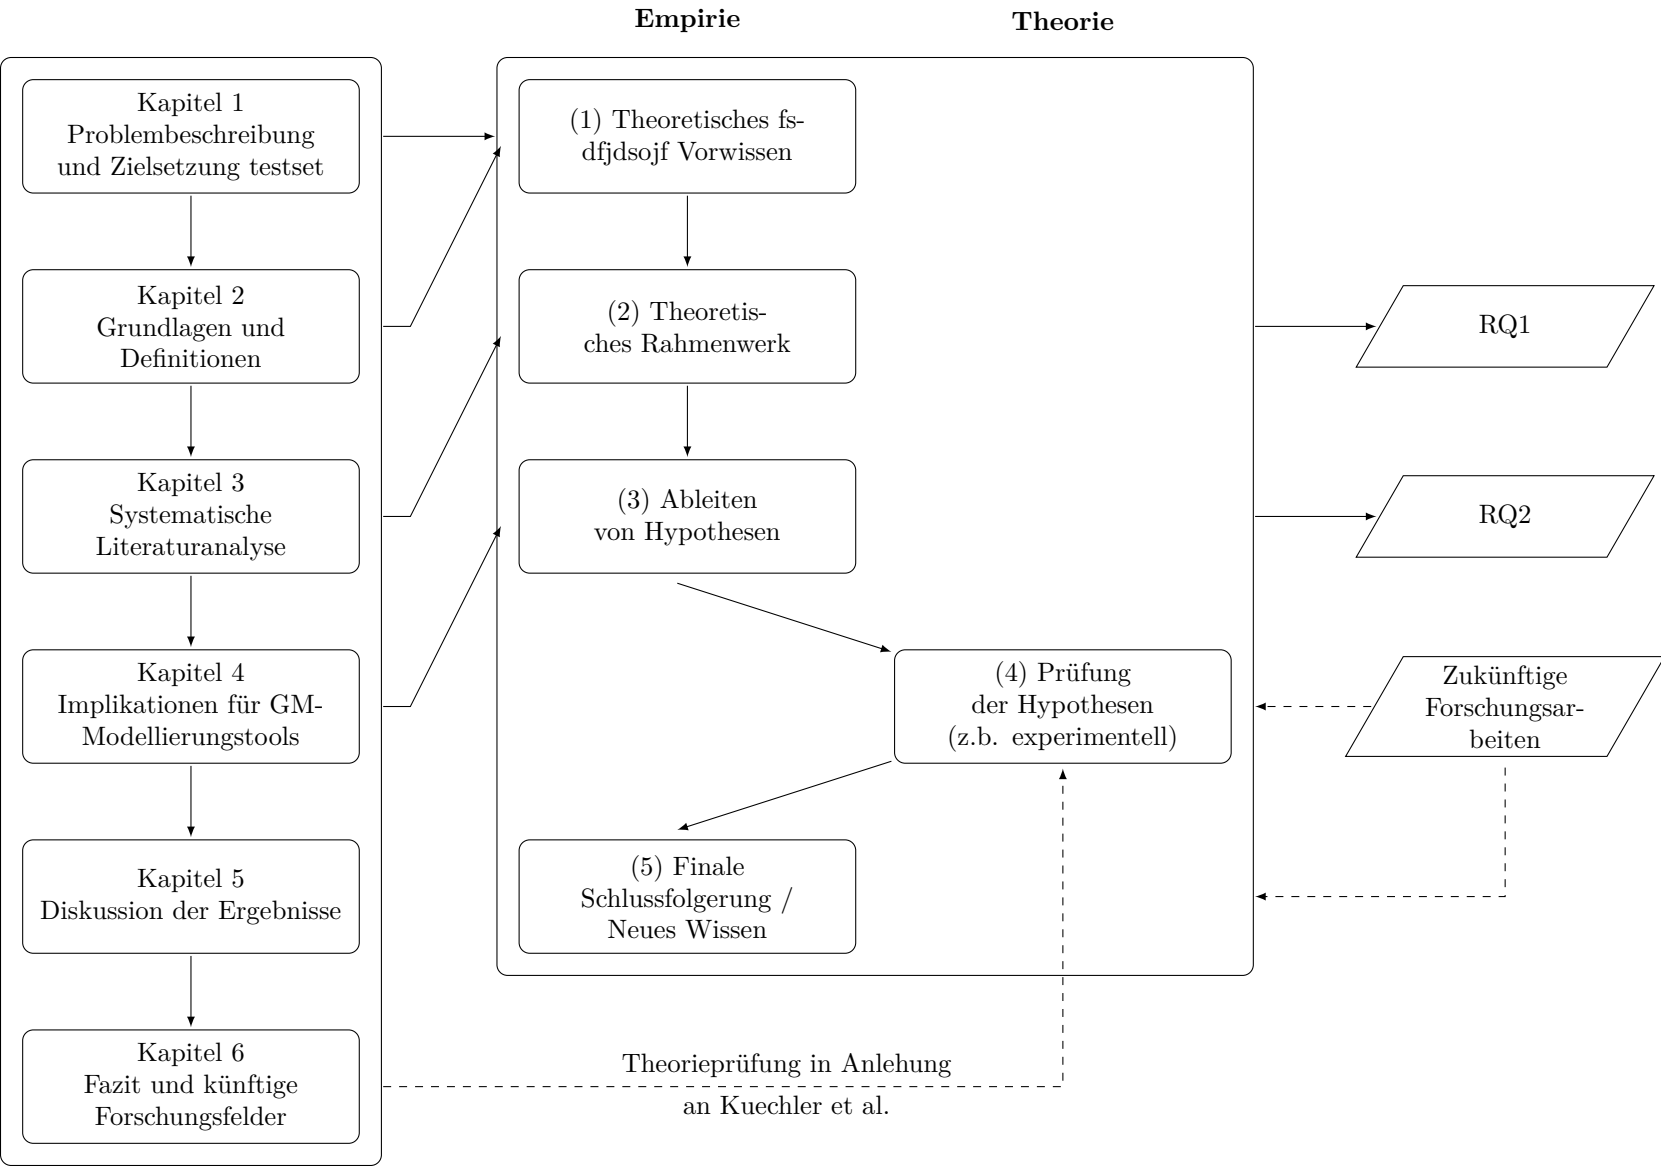 Empirie
Theorie
Kapitel 1
Problembeschreibung
und Zielsetzung testset
Kapitel 2
Grundlagen und
Definitionen
Kapitel 3
Systematische
Literaturanalyse
Kapitel 4
Implikationen für GM-
Modellierungstools
Kapitel 5
Diskussion der Ergebnisse
Kapitel 6
Fazit und künftige
Forschungsfelder
(1) Theoretisches fs-
dfjdsojf Vorwissen
(2) Theoretis-
ches Rahmenwerk
(3) Ableiten
von Hypothesen
(4) Prüfung
der Hypothesen
(z.b. experimentell)
(5) Finale
Schlussfolgerung /
Neues Wissen
RQ1
RQ2
Zukünftige
Forschungsar-
beiten
Theorieprüfung in Anlehung
an Kuechler et al.